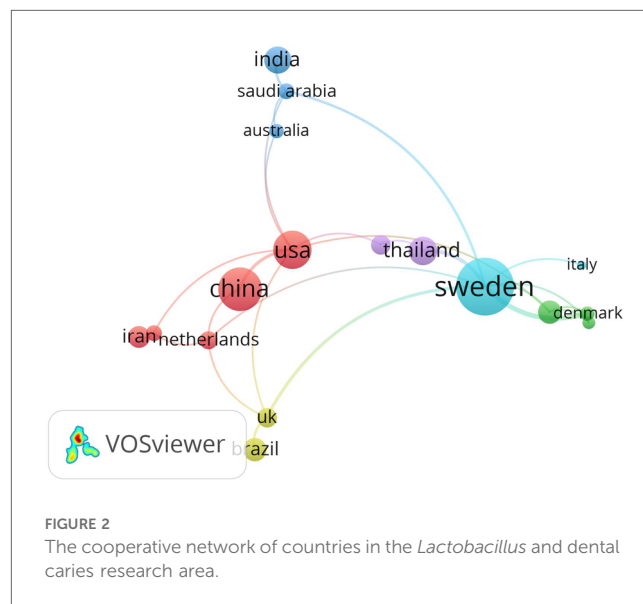 india
saudi arabia
australia
usa
thailand
italy
china
sweden
denmark
iran
netherlands
uk
VOSviewer
brazil
FIGURE 2
The cooperative network of countries in the Lactobacillus and dental
caries research area.